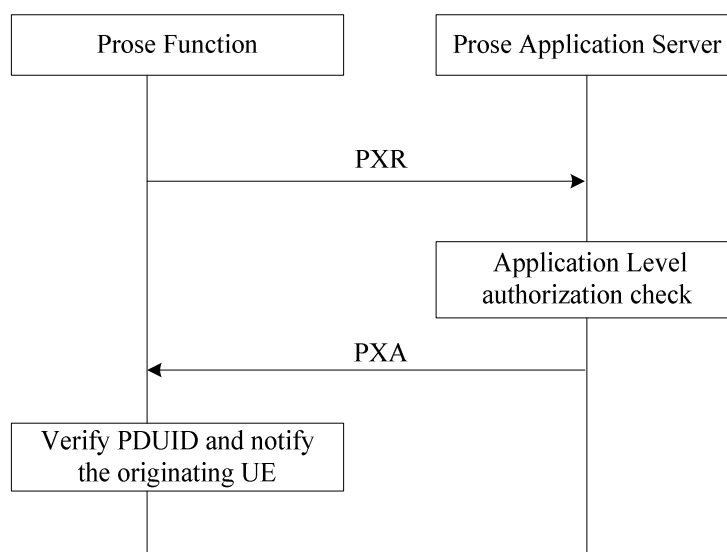 Prose Function
Prose Application Server
PXR
Application Level
authorization check
PXA
Verify PDUID and notify
the originating UE